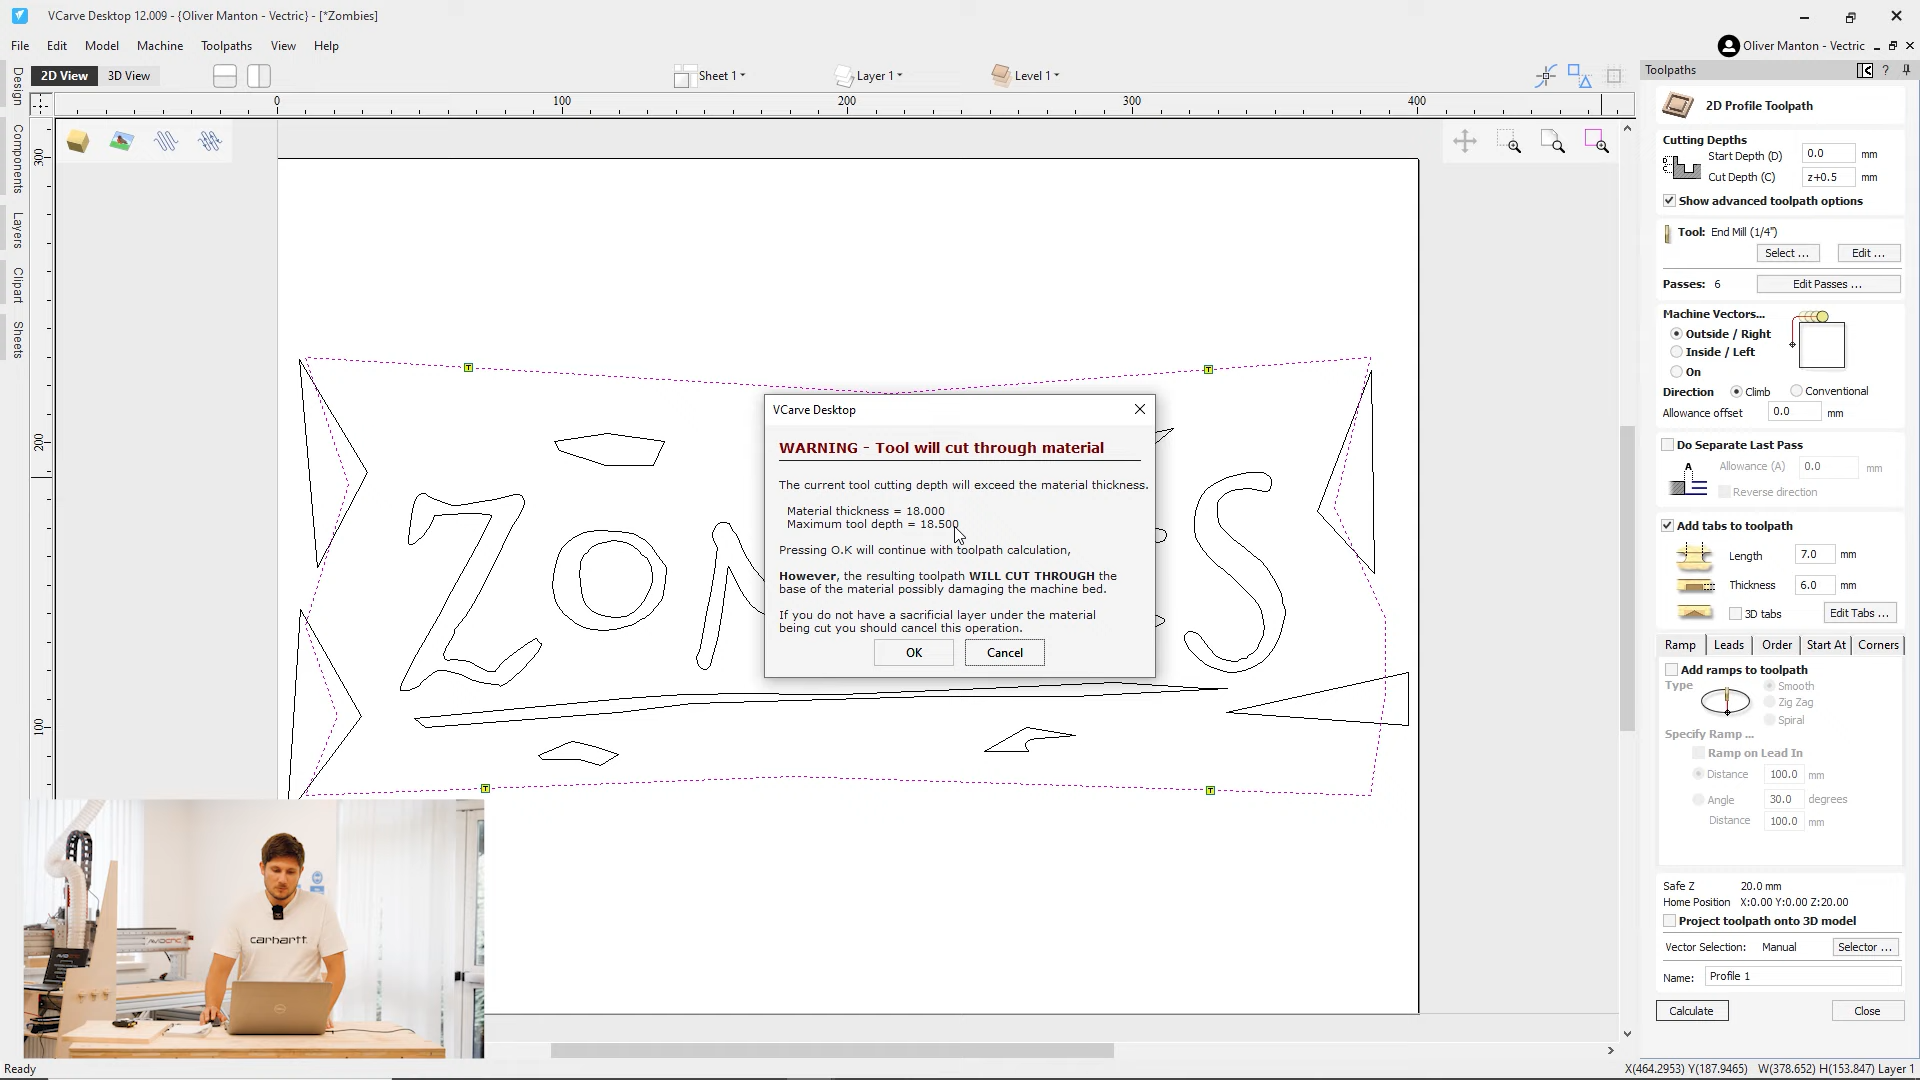 VCarve Desktop 12.009 - {Oliver Manton - Vectric} - [*Zombies]
File Edit Model Machine Toolpaths View Help
Oliver Manton - Vectric
2D View 3D View
Sheet 1
Layer 1
Level 1
Toolpaths
0 100 200 300 400
300
200
100
Design
Components
Layers
Clipart
Sheets
T
T
T
T
VCarve Desktop
WARNING - Tool will cut through material
The current tool cutting depth will exceed the material thickness.
Material thickness = 18.000
Maximum tool depth = 18.500
Pressing O.K will continue with toolpath calculation,
However, the resulting toolpath WILL CUT THROUGH the
base of the material possibly damaging the machine bed.
If you do not have a sacrificial layer under the material
being cut you should cancel this operation.
OK Cancel
2D Profile Toolpath
Cutting Depths
Start Depth (D) 0.0 mm
Cut Depth (C) z+0.5 mm
Show advanced toolpath options
Tool: End Mill (1/4")
Select ... Edit ...
Passes: 6 Edit Passes ...
Machine Vectors...
Outside / Right
Inside / Left
On
Direction Climb Conventional
Allowance offset 0.0 mm
Do Separate Last Pass
A
Allowance (A) 0.0 mm
Reverse direction
Add tabs to toolpath
Length 7.0 mm
Thickness 6.0 mm
3D tabs Edit Tabs ...
Ramp Leads Order Start At Corners
Add ramps to toolpath
Type Smooth
Zig Zag
Spiral
Specify Ramp ...
Ramp on Lead In
Distance 100.0 mm
Angle 30.0 degrees
Distance 100.0 mm
Safe Z 20.0 mm
Home Position X:0.00 Y:0.00 Z:20.00
Project toolpath onto 3D model
Vector Selection: Manual Selector ...
Name: Profile 1
Calculate Close
carhartt
AVIDCNC
DELL
Ready
X(464.2953) Y(187.9465) W(378.652) H(153.847) Layer 1